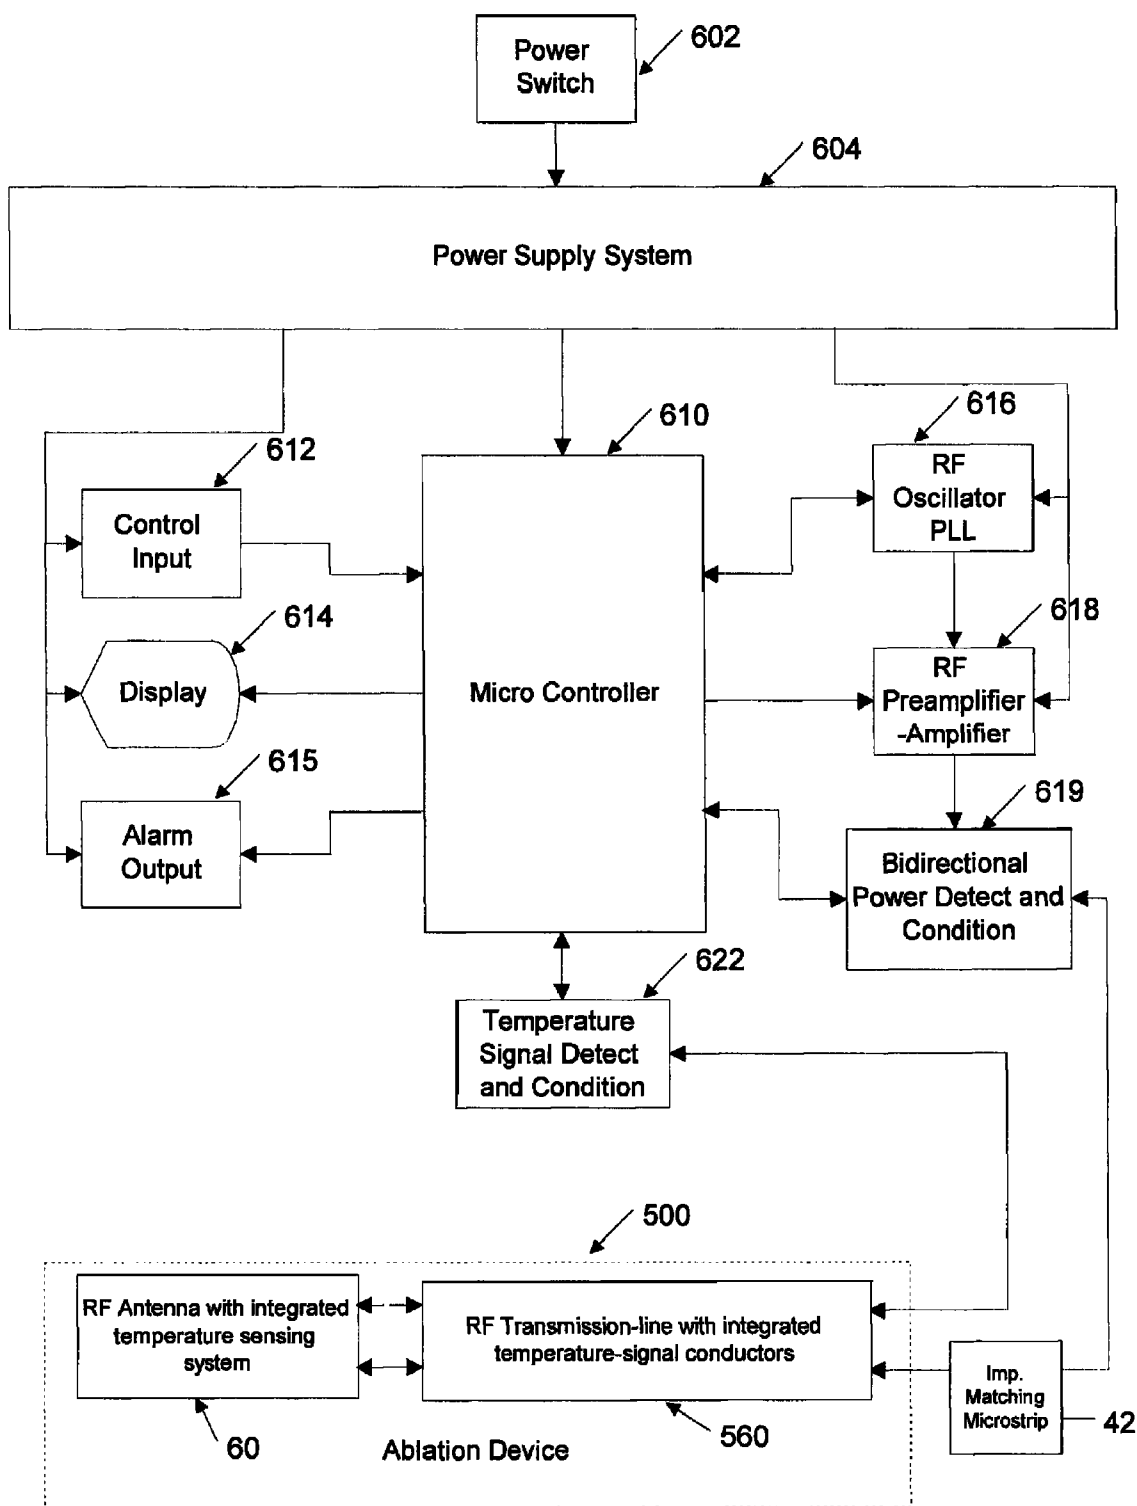 Power
Switch
602
604
Power Supply System
610
616
612
RF
Oscillator
PLL
Control
Input
614
618
Display
Micro Controller
RF
Preamplifier
-Amplifier
615
619
Alarm
Output
Bidirectional
Power Detect and
Condition
622
Temperature
Signal Detect
and Condition
500
RF Antenna with integrated
temperature sensing
system
RF Transmission-line with integrated
temperature-signal conductors
Imp.
Matching
Microstrip
42
60
560
Ablation Device